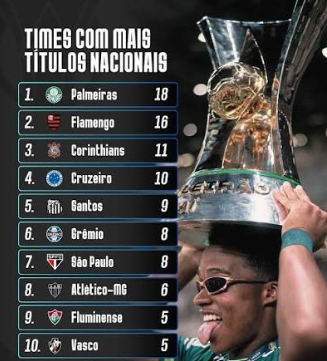 TIMES COM MAIS
TÍTULOS NACIONAIS
1. Palmeiras 18
2. Flamengo 16
3. Corinthians 11
4. Cruzeiro 10
5. Santos 9
6. Grêmio 8
7. São Paulo 8
8. Atlético-MG 6
9. Fluminense 5
10. Vasco 5